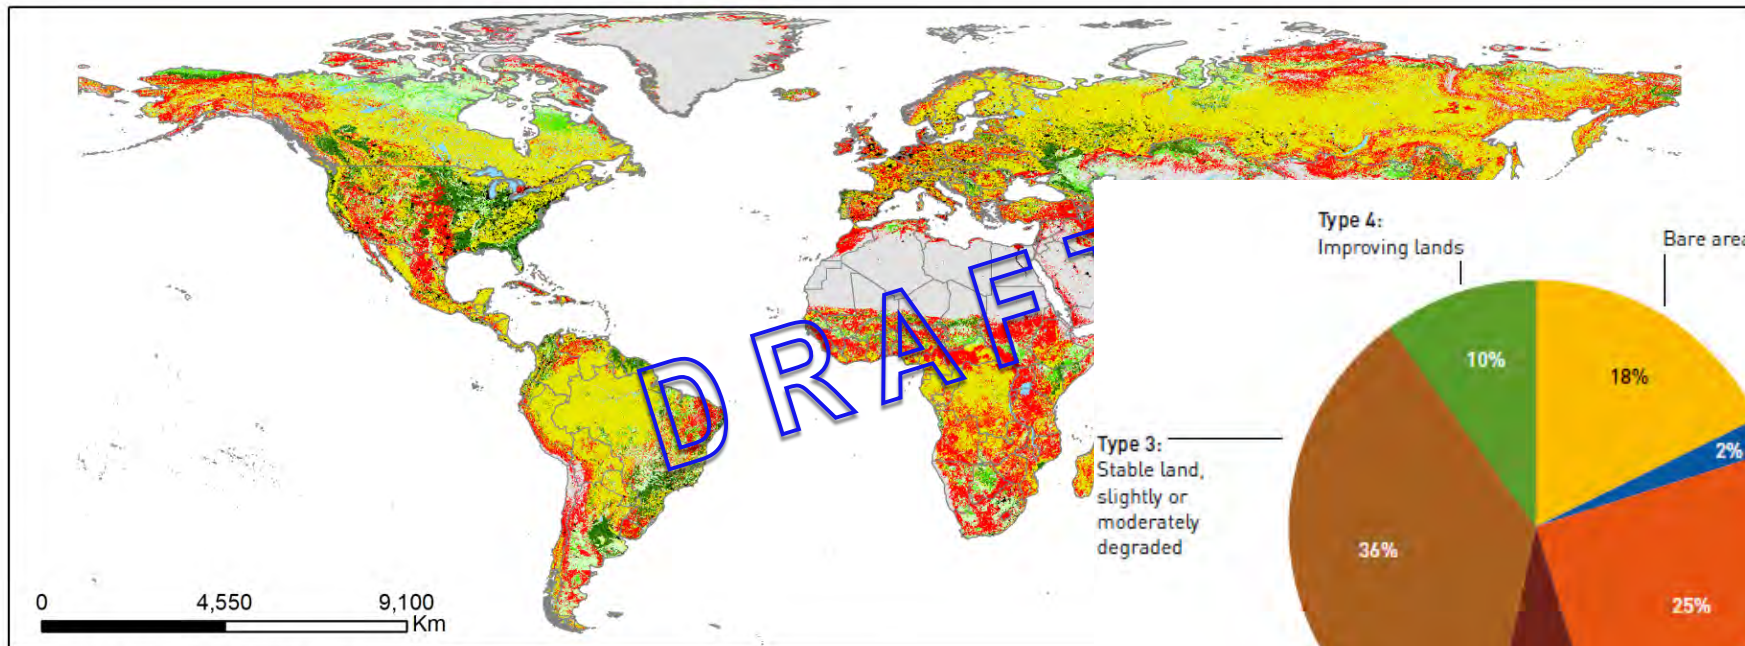 Type 4:
Improving lands
Bare area
10%
18%
2%
Type 3:
Stable land,
slightly or
moderately
degraded
36%
25%
DRAFT
0 4,550 9,100
Km